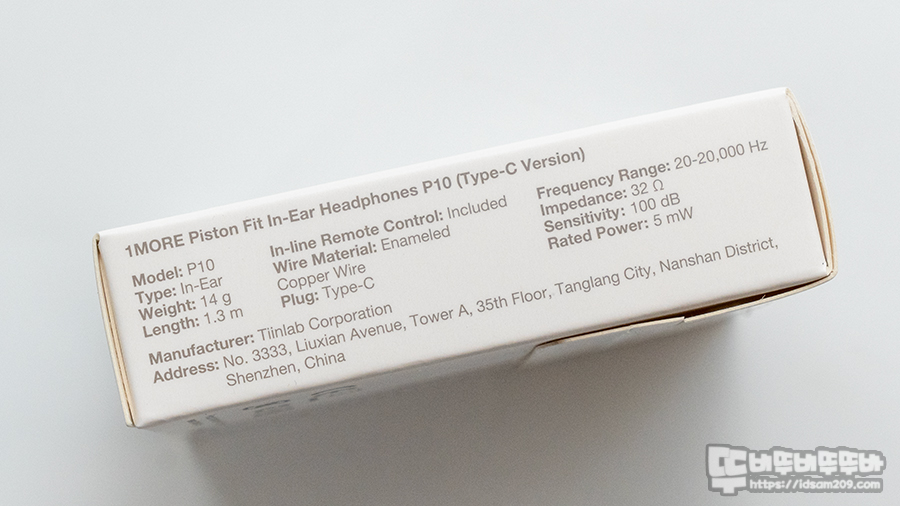 1MORE Piston Fit In-Ear Headphones P10 (Type-C Version)
Model: P10
Type: In-Ear
Weight: 14 g
Length: 1.3 m
In-line Remote Control: Included
Wire Material: Enameled
Copper Wire
Plug: Type-C
Frequency Range: 20-20,000 Hz
Impedance: 32 Ω
Sensitivity: 100 dB
Rated Power: 5 mW
Manufacturer: Tiinlab Corporation
Address: No. 3333, Liuxian Avenue, Tower A, 35th Floor, Tanglang City, Nanshan District,
Shenzhen, China
https://idsam209.com